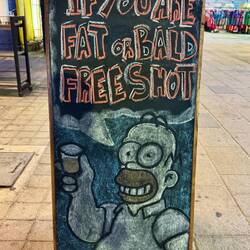 IF YOU ARE
FAT OR BALD
FREE SHOT